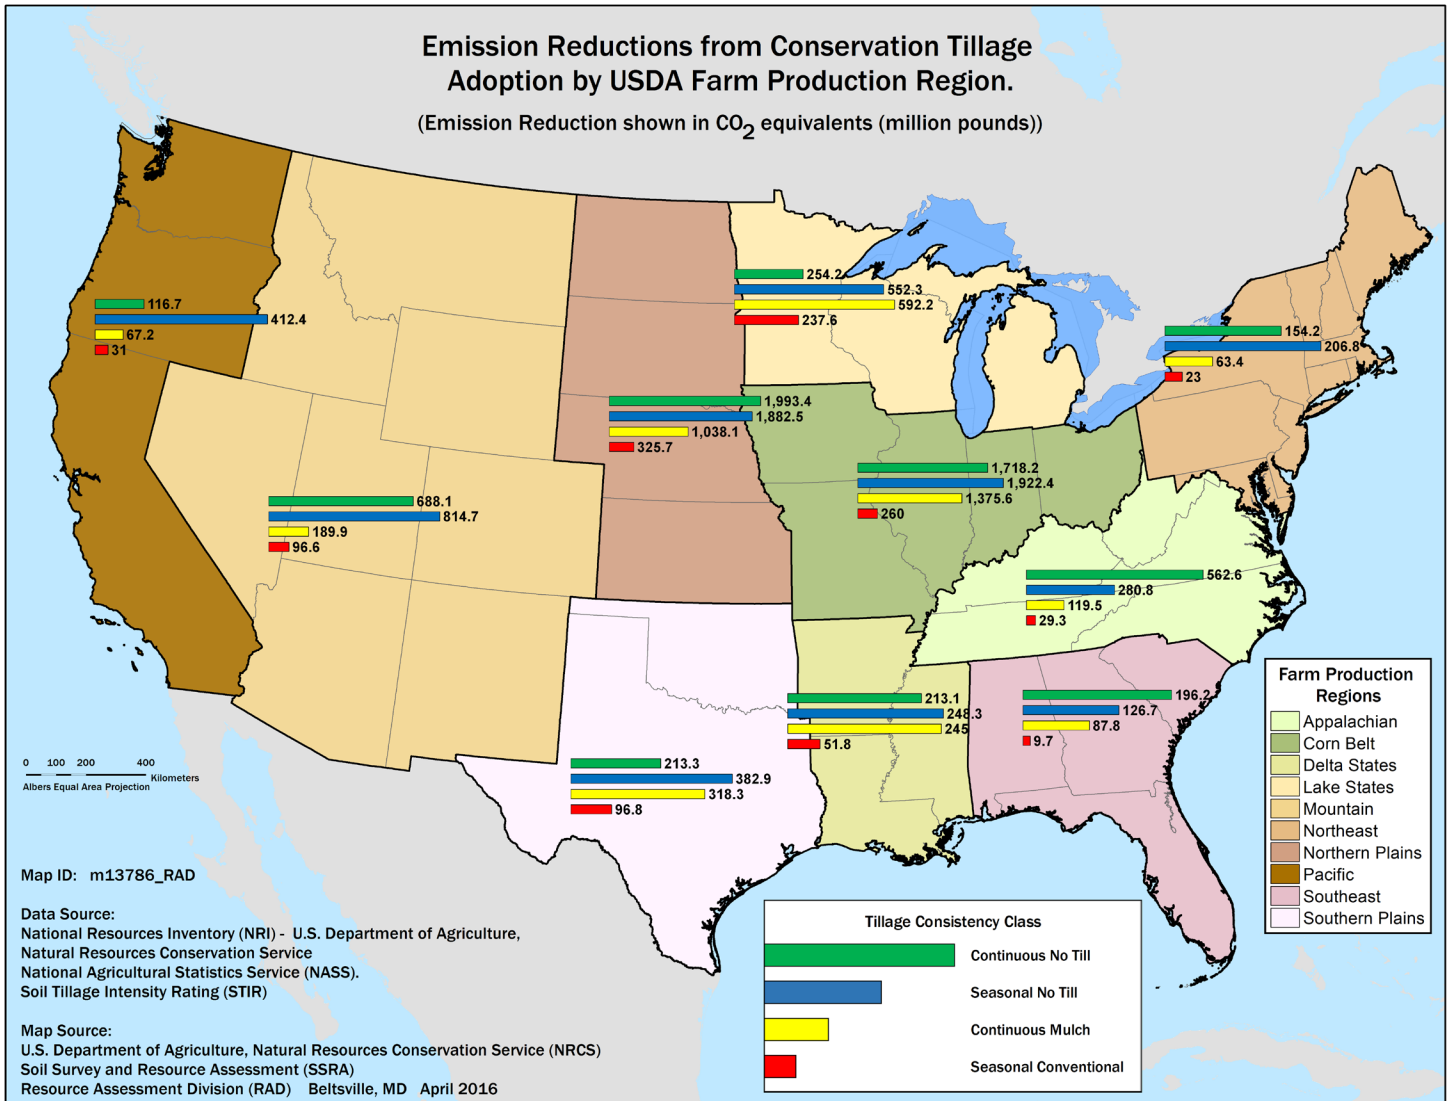 Emission Reductions from Conservation Tillage
Adoption by USDA Farm Production Region.
(Emission Reduction shown in CO2 equivalents (million pounds))
116.7
412.4
67.2
31
254.2
552.3
592.2
237.6
154.2
206.8
63.4
23
1,993.4
1,882.5
1,038.1
325.7
1,718.2
1,922.4
1,375.6
260
688.1
814.7
189.9
96.6
562.6
280.8
119.5
29.3
213.1
248.3
245
51.8
196.2
126.7
87.8
9.7
213.3
382.9
318.3
96.8
0 100 200 400
Kilometers
Albers Equal Area Projection
Farm Production
Regions
Appalachian
Corn Belt
Delta States
Lake States
Mountain
Northeast
Northern Plains
Pacific
Southeast
Southern Plains
Map ID: m13786_RAD
Data Source:
National Resources Inventory (NRI) - U.S. Department of Agriculture,
Natural Resources Conservation Service
National Agricultural Statistics Service (NASS).
Soil Tillage Intensity Rating (STIR)
Map Source:
U.S. Department of Agriculture, Natural Resources Conservation Service (NRCS)
Soil Survey and Resource Assessment (SSRA)
Resource Assessment Division (RAD) Beltsville, MD April 2016
Tillage Consistency Class
Continuous No Till
Seasonal No Till
Continuous Mulch
Seasonal Conventional